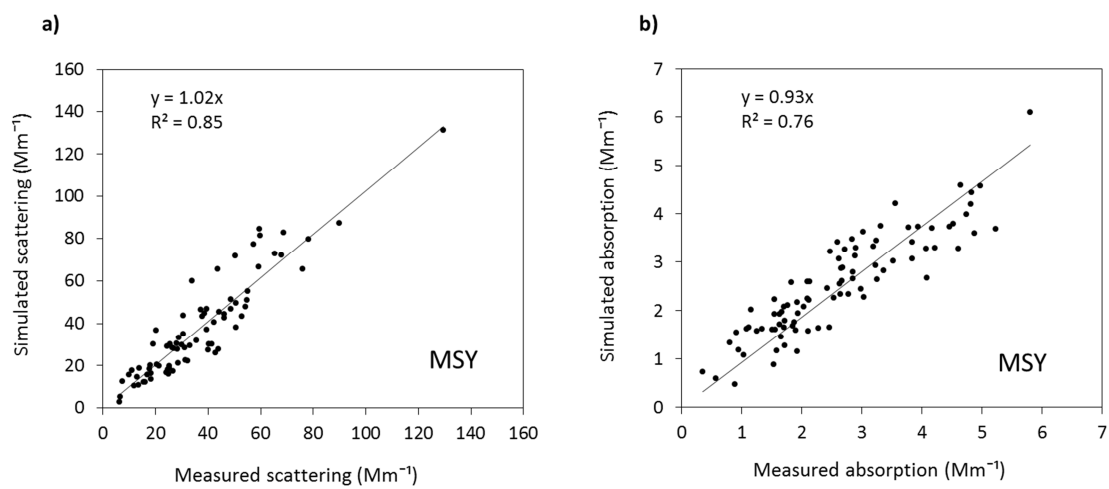 a)
160
140
120
100
80
60
40
20
0
Simulated scattering (Mm⁻¹)
y = 1.02x
R² = 0.85
MSY
0 20 40 60 80 100 120 140 160
Measured scattering (Mm⁻¹)
b)
7
6
5
4
3
2
1
0
Simulated absorption (Mm⁻¹)
y = 0.93x
R² = 0.76
MSY
0 1 2 3 4 5 6 7
Measured absorption (Mm⁻¹)